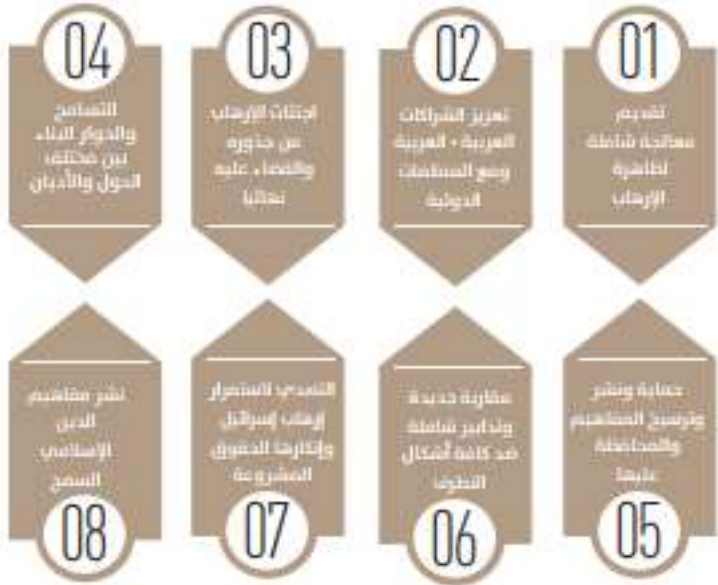 01
تقديم
معالجة شاملة
لظاهرة
الإرهاب
02
تعزيز الشراكات
العربية - العربية
ومع المنظمات
الدولية
03
اجتثاث الإرهاب
من جذوره
والقضاء عليه
نهائيا
04
التسامح
والحوار البناء
بين مختلف
الدول والأديان
حماية ونشر
وترسيخ المفاهيم
والمحافظة
عليها
05
مقاربة جديدة
وتدابير شاملة
ضد كافة أشكال
التطرف
06
التصدي لاستمرار
إرهاب إسرائيل
وإنكارها الحقوق
المشروعة
07
نشر مفاهيم
الدين
الإسلامي
السمح
08